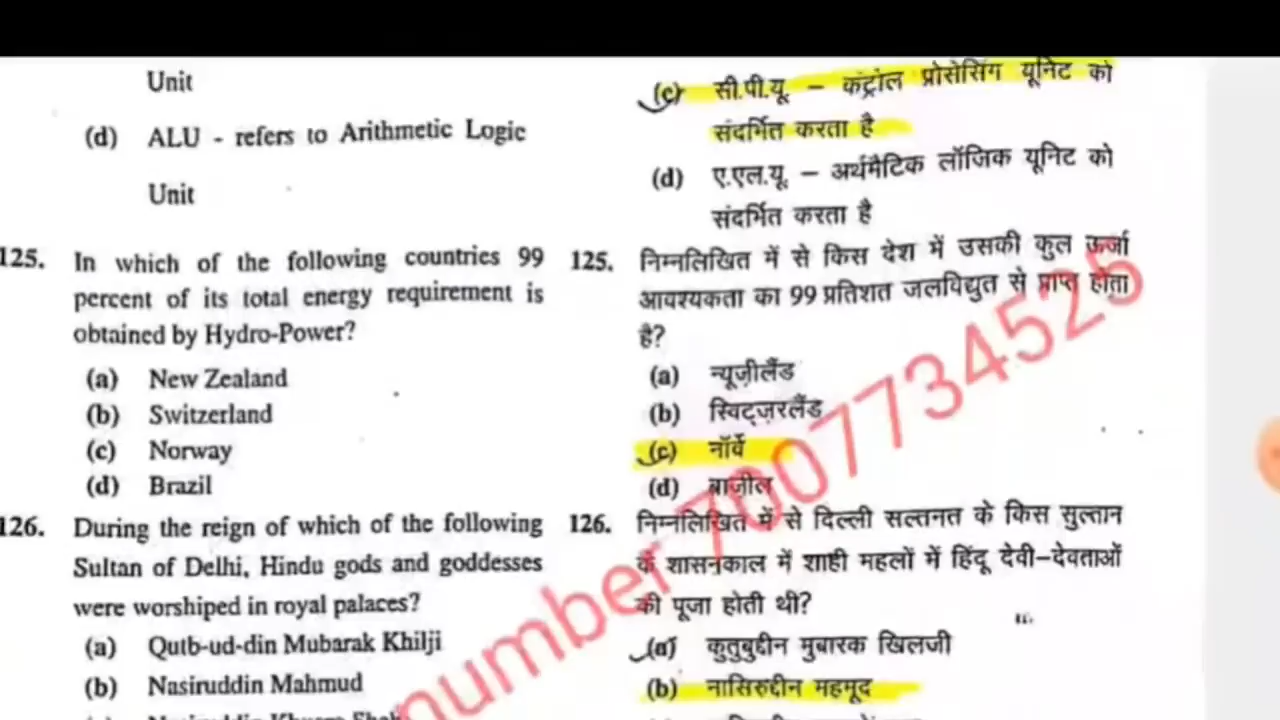 Unit
(d) ALU - refers to Arithmetic Logic
Unit
125. In which of the following countries 99
percent of its total energy requirement is
obtained by Hydro-Power?
(a) New Zealand
(b) Switzerland
(c) Norway
(d) Brazil
126. During the reign of which of the following
Sultan of Delhi, Hindu gods and goddesses
were worshiped in royal palaces?
(a) Qutb-ud-din Mubarak Khilji
(b) Nasiruddin Mahmud
(c) सी.पी.यू. – कंट्रोल प्रोसेसिंग यूनिट को
संदर्भित करता है
(d) ए.एल.यू. – अर्थमैटिक लॉजिक यूनिट को
संदर्भित करता है
125. निम्नलिखित में से किस देश में उसकी कुल ऊर्जा
आवश्यकता का 99 प्रतिशत जलविद्युत से प्राप्त होता
है?
(a) न्यूज़ीलैंड
(b) स्विट्ज़रलैंड
(c) नॉर्वे
(d) ब्राज़ील
126. निम्नलिखित में से दिल्ली सल्तनत के किस सुल्तान
के शासनकाल में शाही महलों में हिंदू देवी–देवताओं
की पूजा होती थी?
(a) कुतुबुद्दीन मुबारक खिलजी
(b) नासिरुद्दीन महमूद
number 7007734525